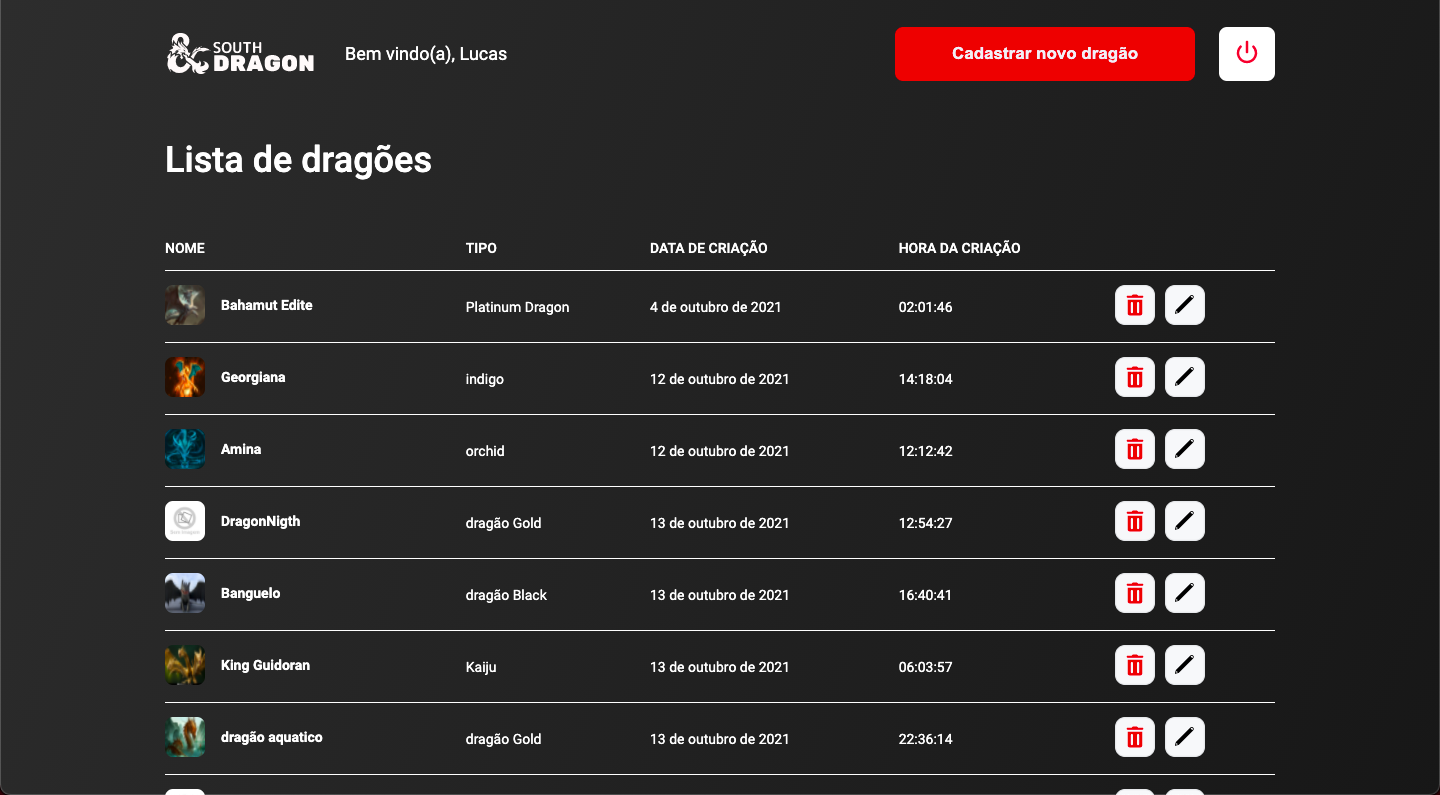 SOUTH
DRAGON
Bem vindo(a), Lucas
Cadastrar novo dragão
Lista de dragões
NOME TIPO DATA DE CRIAÇÃO HORA DA CRIAÇÃO
Bahamut Edite Platinum Dragon 4 de outubro de 2021 02:01:46
Georgiana indigo 12 de outubro de 2021 14:18:04
Amina orchid 12 de outubro de 2021 12:12:42
DragonNigth dragão Gold 13 de outubro de 2021 12:54:27
Banguelo dragão Black 13 de outubro de 2021 16:40:41
King Guidoran Kaiju 13 de outubro de 2021 06:03:57
dragão aquatico dragão Gold 13 de outubro de 2021 22:36:14